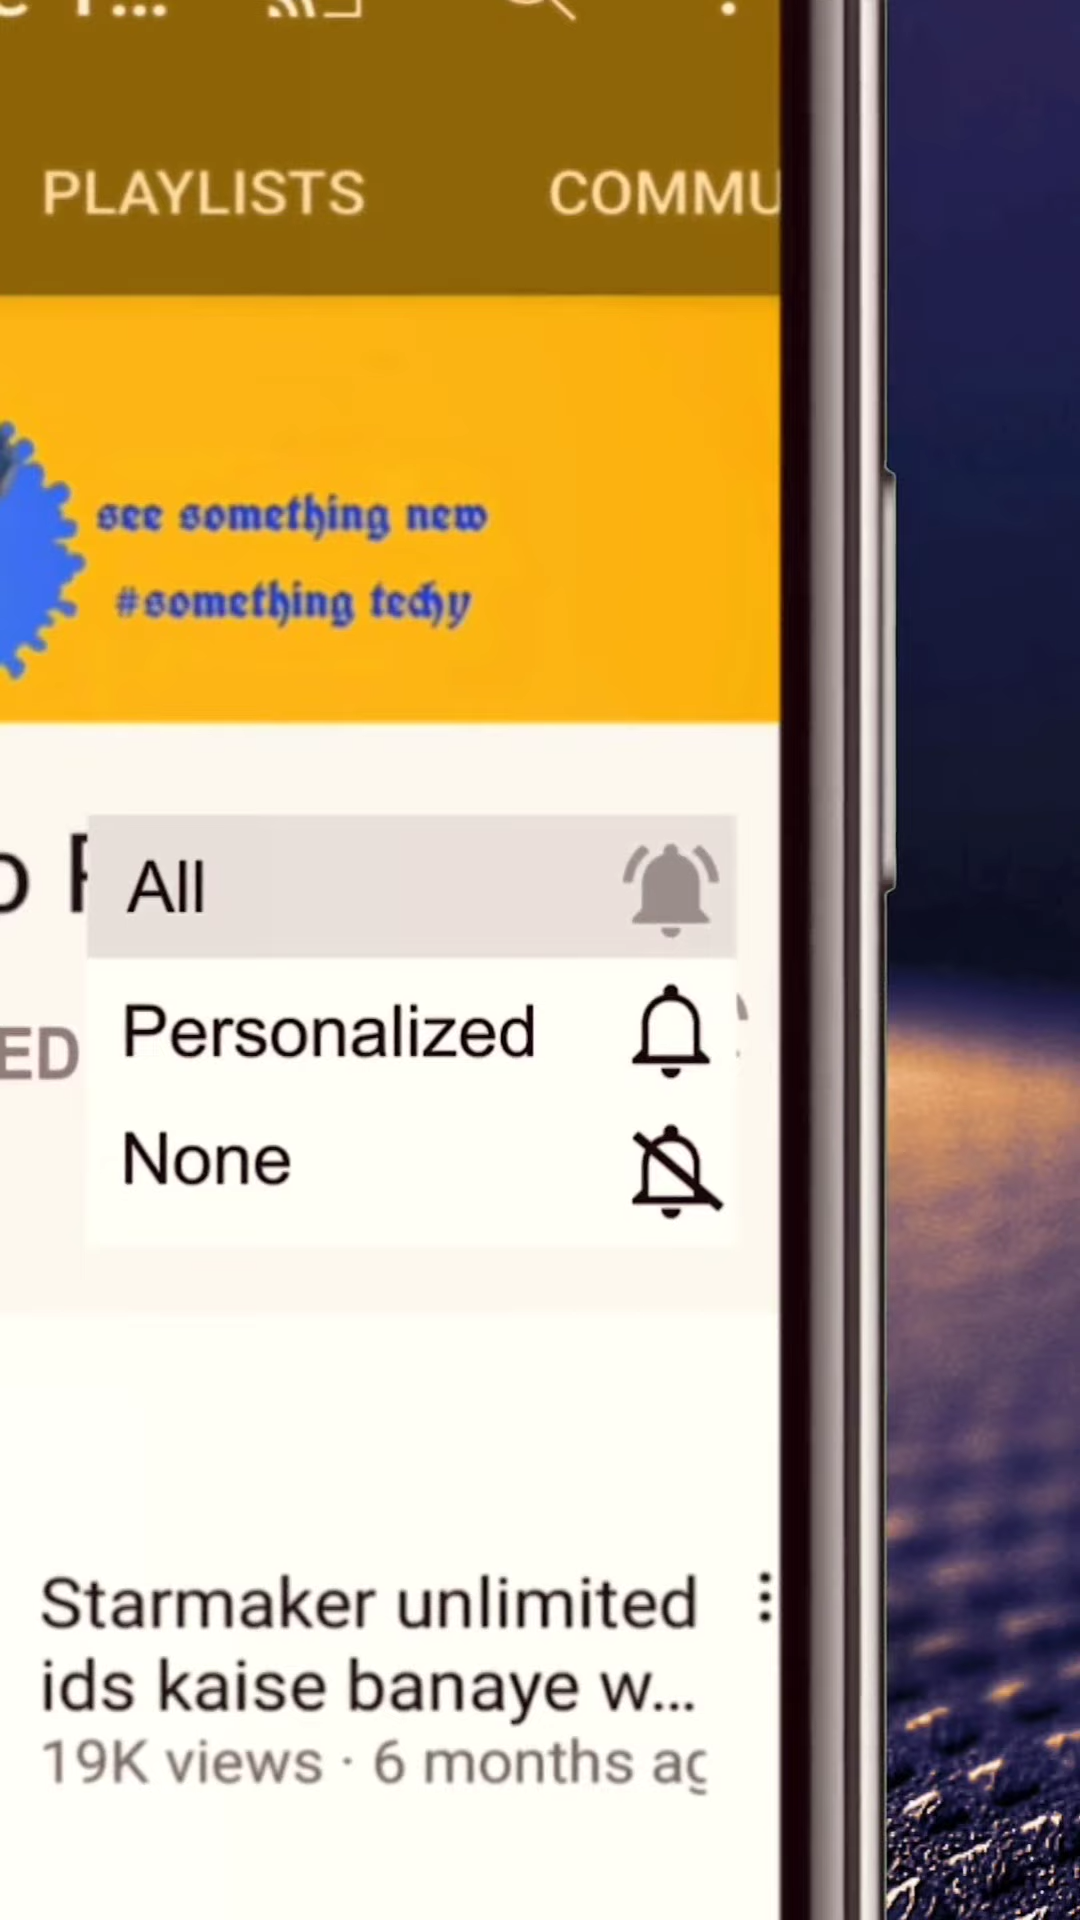 PLAYLISTS COMMU
see something new
#something techy
All
ED
Personalized
None
Starmaker unlimited
ids kaise banaye w...
19K views · 6 months ag